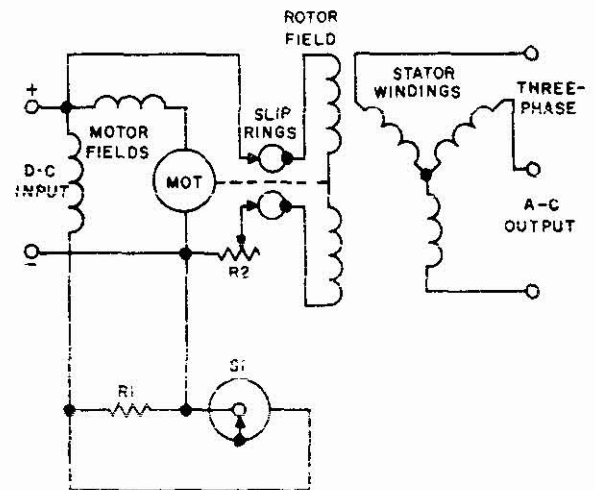 ROTOR
FIELD
+
STATOR
WINDINGS
THREE-
PHASE
SLIP
RINGS
MOTOR
FIELDS
D-C
INPUT
MOT
A-C
OUTPUT
−
R2
R1
S1